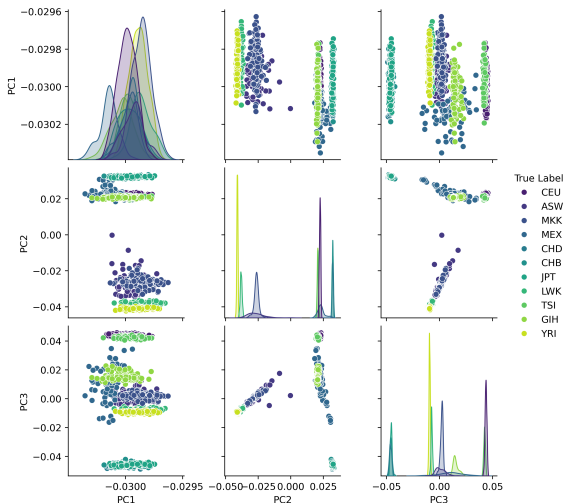 −0.0296
−0.0298
−0.0300
−0.0302
PC1
0.02
0.00
−0.02
−0.04
PC2
0.04
0.02
0.00
−0.02
−0.04
PC3
−0.0300 −0.0295
PC1
−0.050 −0.025 0.000 0.025
PC2
−0.05 0.00 0.05
PC3
True Label
CEU
ASW
MKK
MEX
CHD
CHB
JPT
LWK
TSI
GIH
YRI